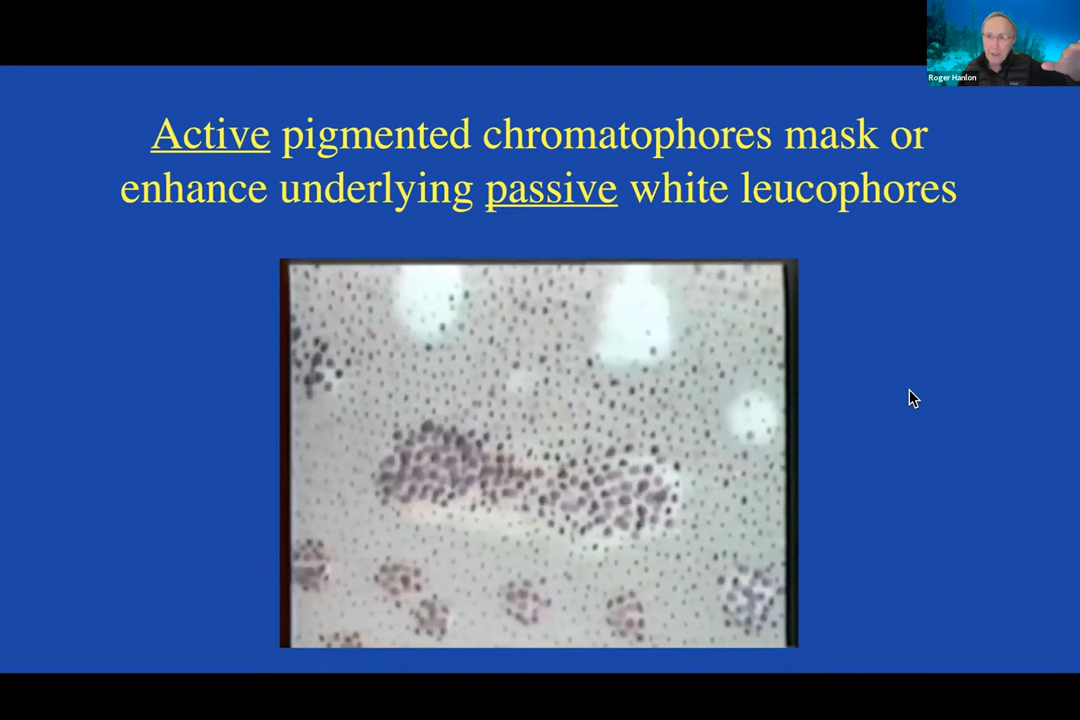 Roger Hanlon
Active pigmented chromatophores mask or
enhance underlying passive white leucophores